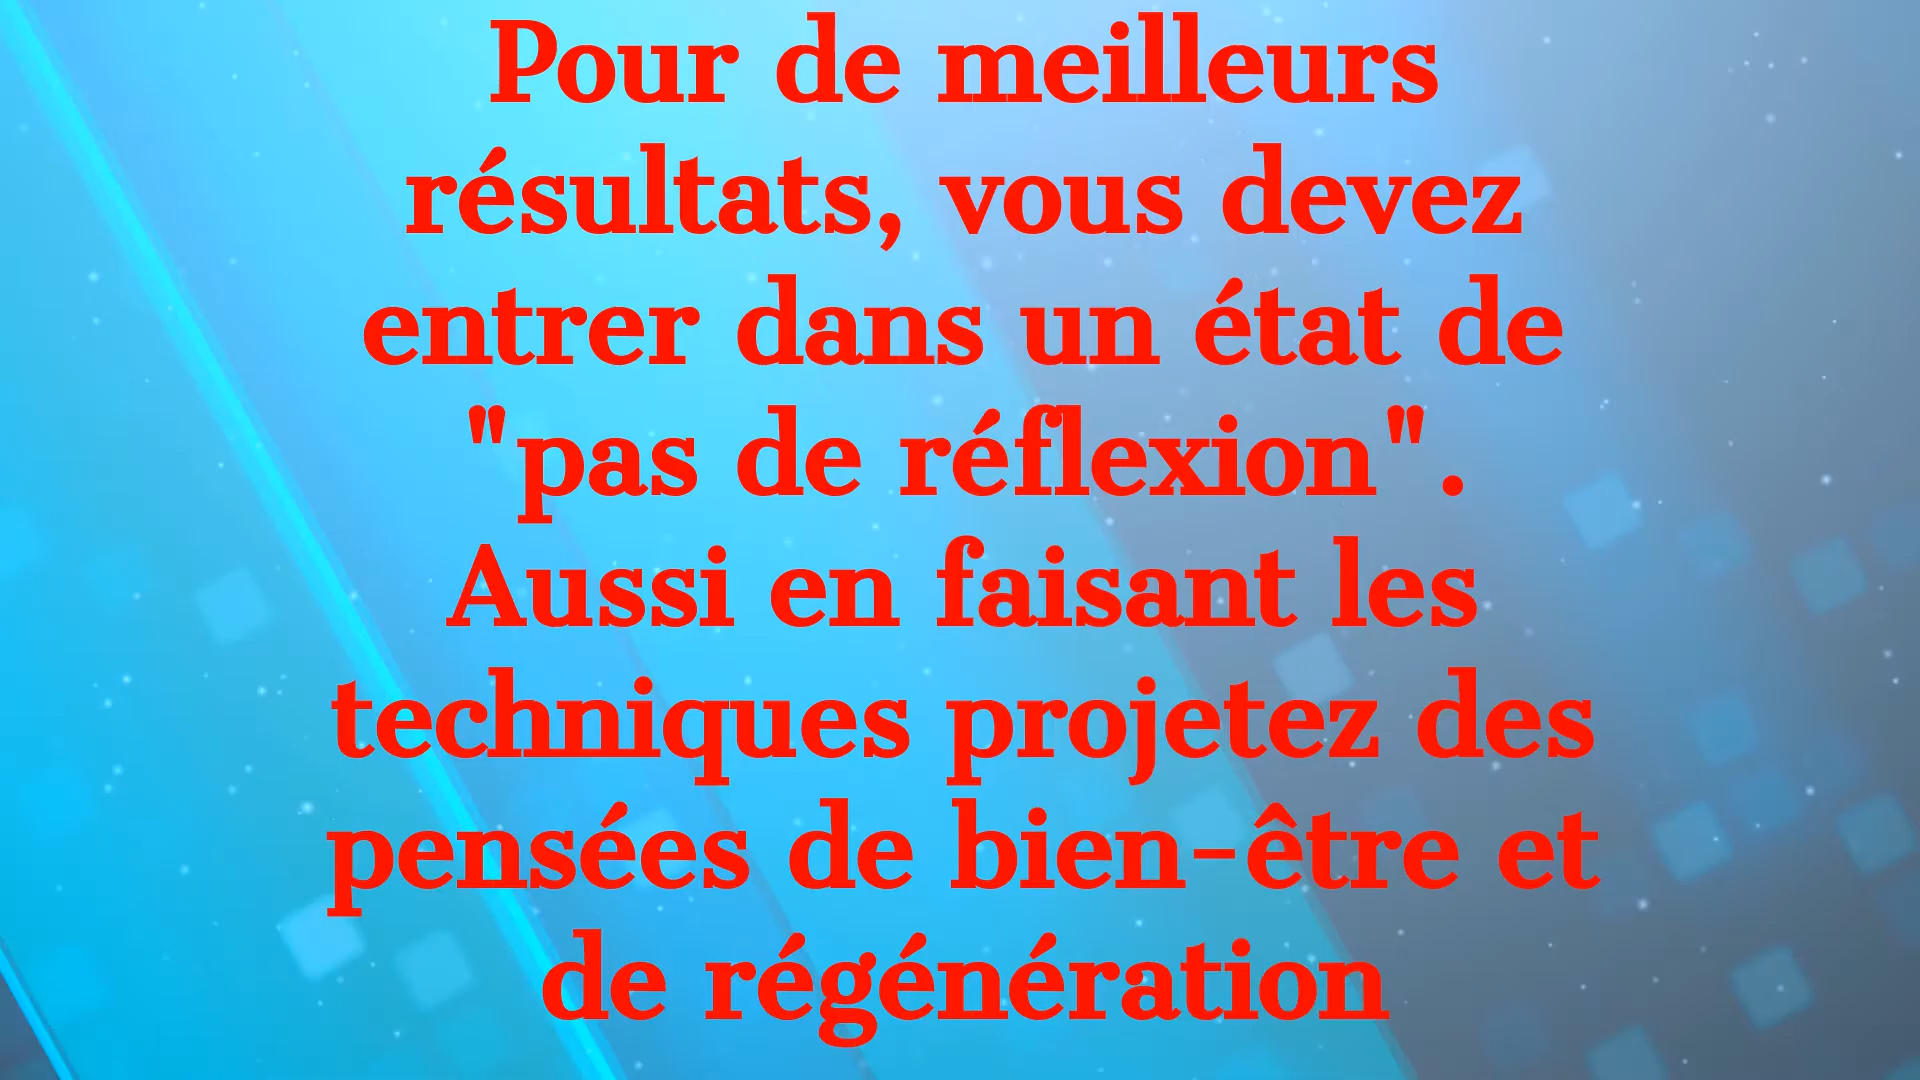 Pour de meilleurs
résultats, vous devez
entrer dans un état de
"pas de réflexion".
Aussi en faisant les
techniques projetez des
pensées de bien-être et
de régénération